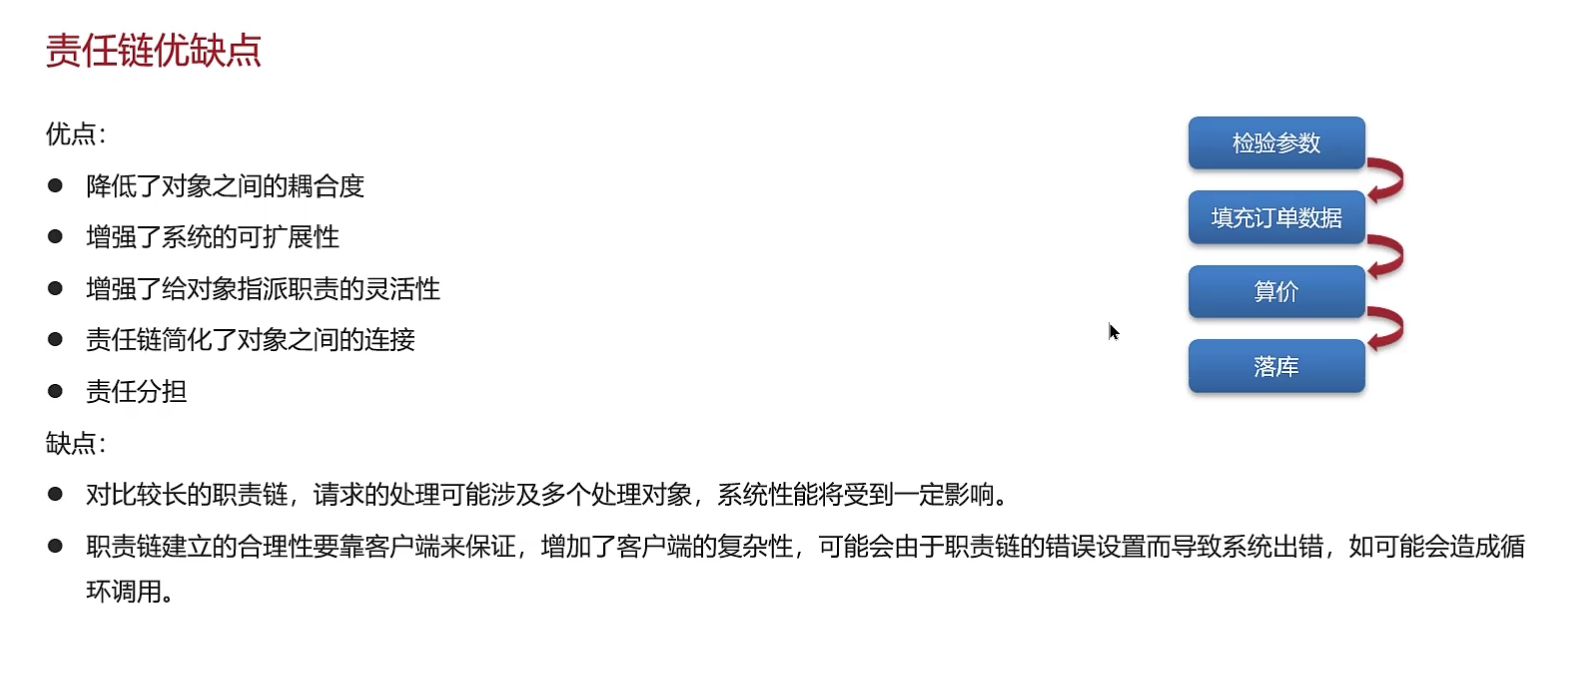 责任链优缺点
优点：
● 降低了对象之间的耦合度
● 增强了系统的可扩展性
● 增强了给对象指派职责的灵活性
● 责任链简化了对象之间的连接
● 责任分担
缺点：
● 对比较长的职责链，请求的处理可能涉及多个处理对象，系统性能将受到一定影响。
● 职责链建立的合理性要靠客户端来保证，增加了客户端的复杂性，可能会由于职责链的错误设置而导致系统出错，如可能会造成循
环调用。
检验参数
填充订单数据
算价
落库